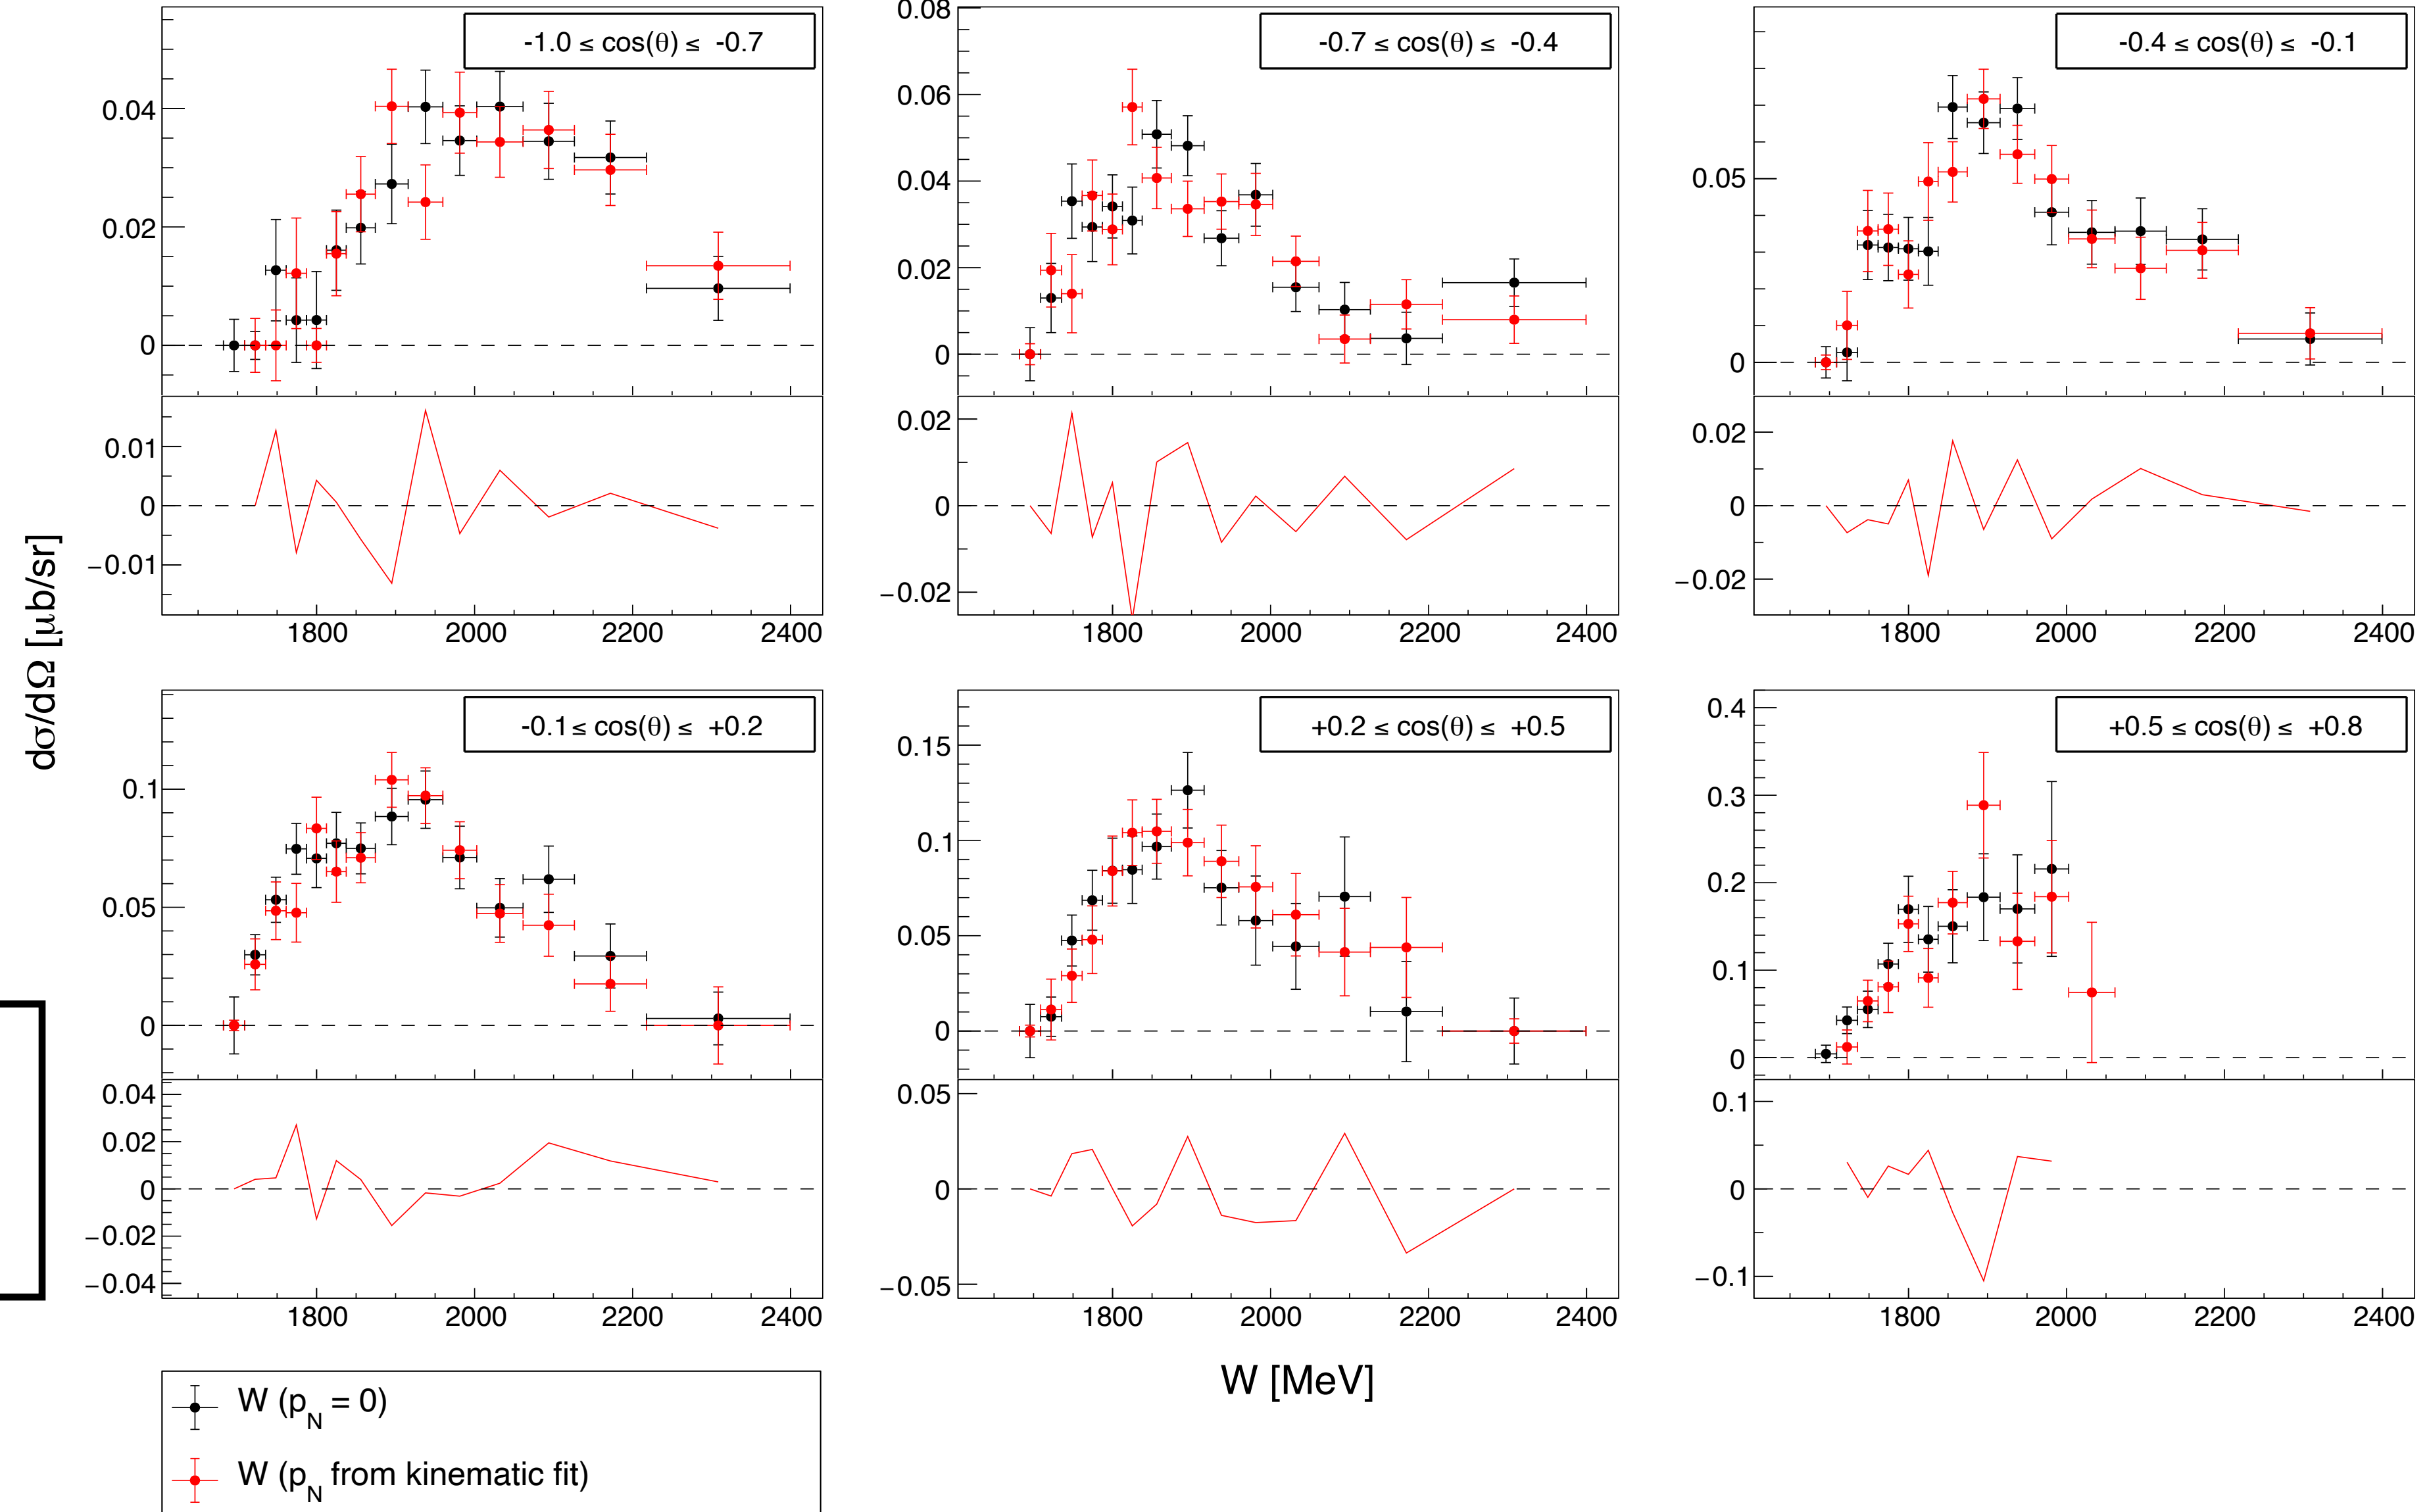 -1.0 ≤ cos(θ) ≤ -0.7
0.04
0.02
0
0.01
0
−0.01
1800 2000 2200 2400
-0.7 ≤ cos(θ) ≤ -0.4
0.08
0.06
0.04
0.02
0
0.02
0
−0.02
1800 2000 2200 2400
-0.4 ≤ cos(θ) ≤ -0.1
0.05
0
0.02
0
−0.02
1800 2000 2200 2400
dσ/dΩ [μb/sr]
-0.1≤ cos(θ) ≤ +0.2
0.1
0.05
0
0.04
0.02
0
−0.02
−0.04
1800 2000 2200 2400
+0.2 ≤ cos(θ) ≤ +0.5
0.15
0.1
0.05
0
0.05
0
−0.05
1800 2000 2200 2400
+0.5 ≤ cos(θ) ≤ +0.8
0.4
0.3
0.2
0.1
0
0.1
0
−0.1
1800 2000 2200 2400
W [MeV]
W (p_N = 0)
W (p_N from kinematic fit)